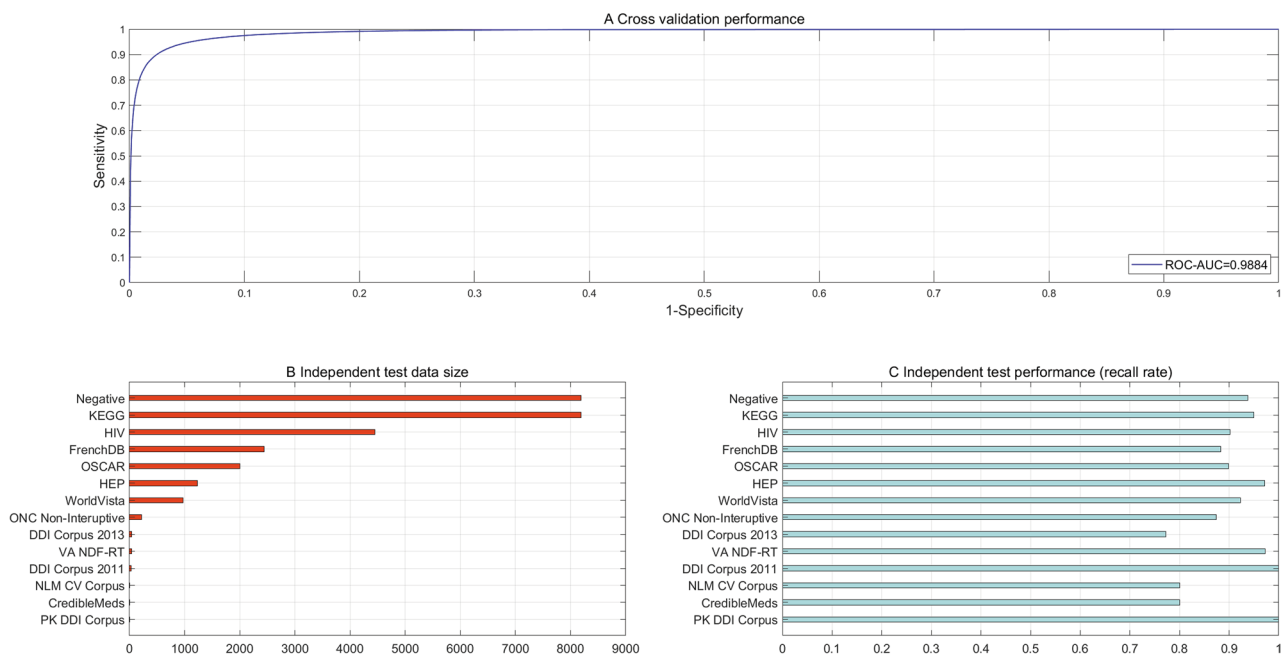 A Cross validation performance
1
0.9
0.8
0.7
0.6
0.5
0.4
0.3
0.2
0.1
0
Sensitivity
ROC-AUC=0.9884
0 0.1 0.2 0.3 0.4 0.5 0.6 0.7 0.8 0.9 1
1-Specificity
B Independent test data size
Negative
KEGG
HIV
FrenchDB
OSCAR
HEP
WorldVista
ONC Non-Interuptive
DDI Corpus 2013
VA NDF-RT
DDI Corpus 2011
NLM CV Corpus
CredibleMeds
PK DDI Corpus
0 1000 2000 3000 4000 5000 6000 7000 8000 9000
C Independent test performance (recall rate)
Negative
KEGG
HIV
FrenchDB
OSCAR
HEP
WorldVista
ONC Non-Interuptive
DDI Corpus 2013
VA NDF-RT
DDI Corpus 2011
NLM CV Corpus
CredibleMeds
PK DDI Corpus
0 0.1 0.2 0.3 0.4 0.5 0.6 0.7 0.8 0.9 1